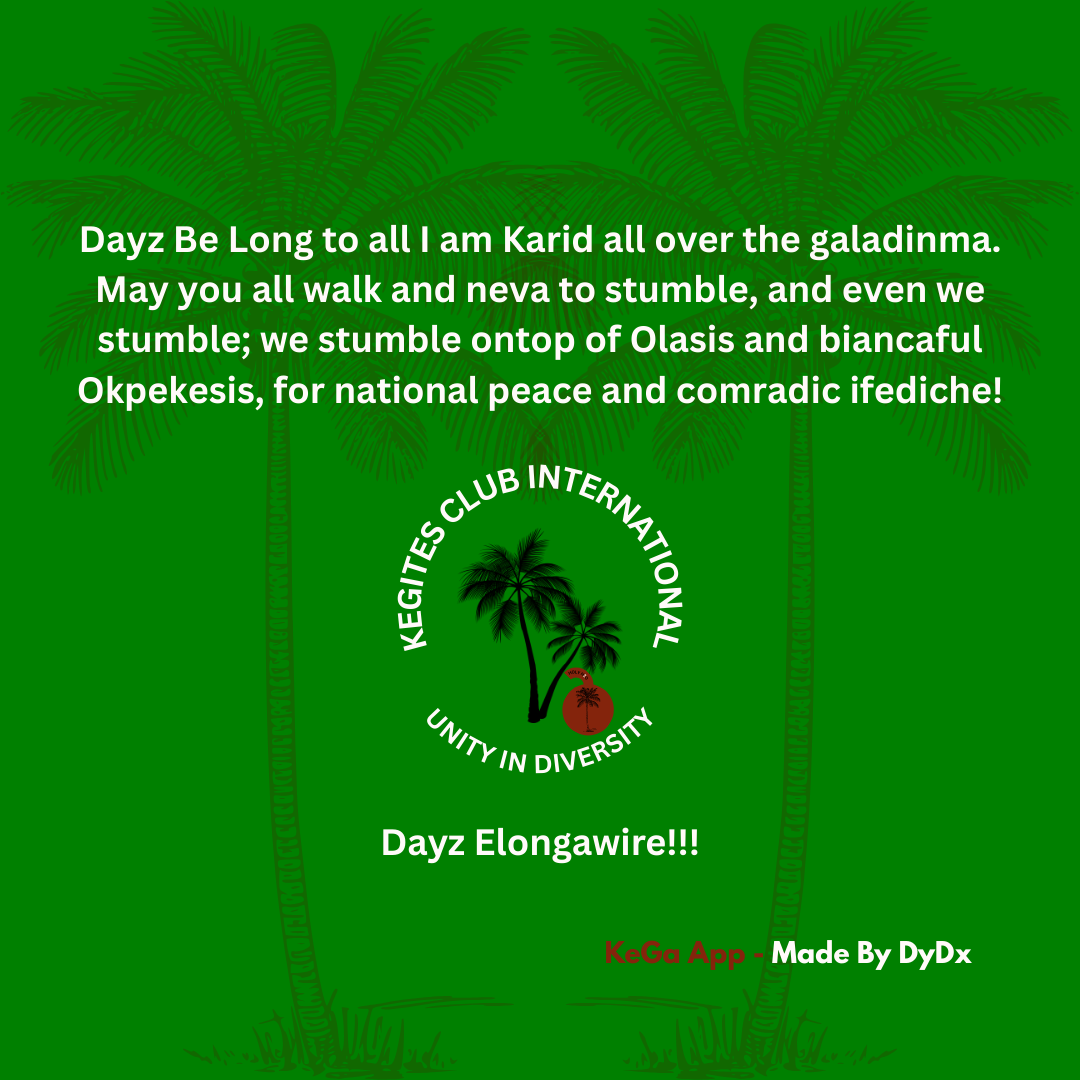 Dayz Be Long to all I am Karid all over the galadinma.
May you all walk and neva to stumble, and even we
stumble; we stumble ontop of Olasis and biancaful
Okpekesis, for national peace and comradic ifediche!
KEGITES CLUB INTERNATIONAL
UNITY IN DIVERSITY
Dayz Elongawire!!!
KeGa App - Made By DyDx